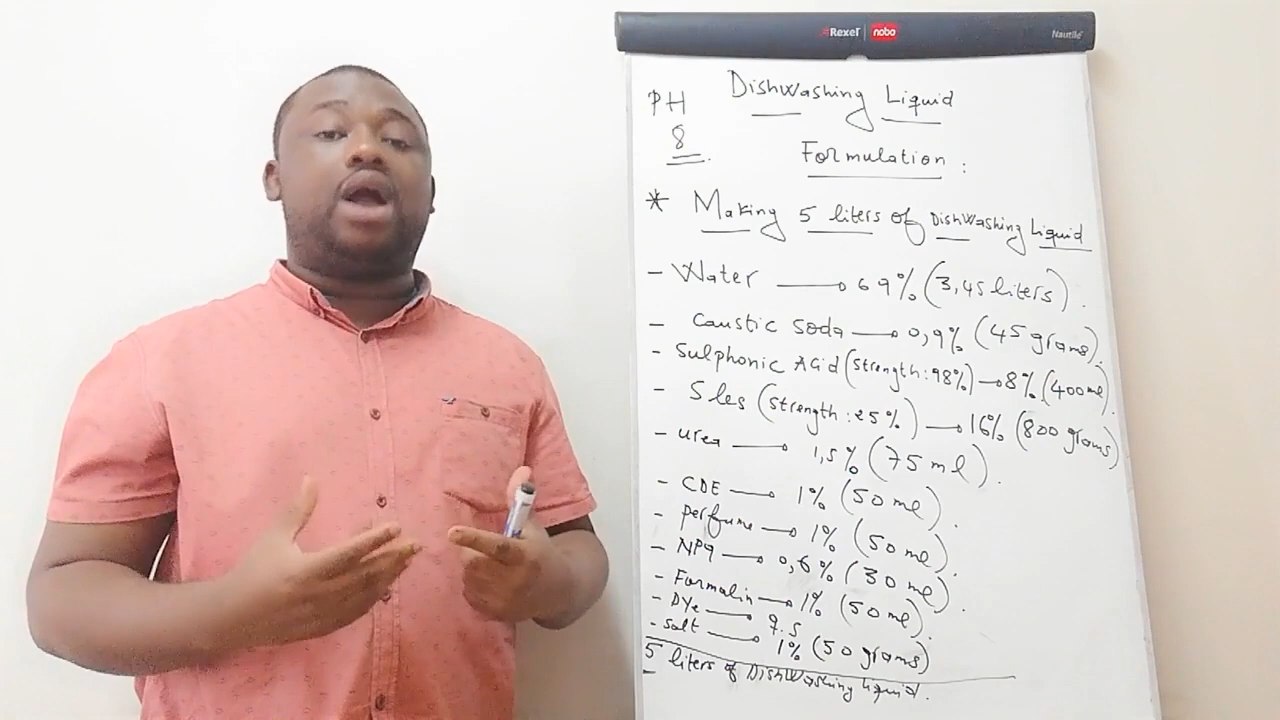 Rexel nobo Nautile
Dishwashing Liquid
PH
8
Formulation :
* Making 5 liters of Dishwashing Liquid
- Water → 69% (3,45 liters).
- Caustic Soda → 0,9% (45 grams).
- Sulphonic Acid (Strength: 98%) → 8% (400 ml).
- Sles (Strength: 25%) → 16% (800 grams)
- Urea → 1,5% (75 ml).
- CDE → 1% (50 ml).
- Perfume → 1% (50 ml).
- NP9 → 0,6% (30 ml).
- Formalin → 1% (50 ml).
- Dye → q.s
- Salt → 1% (50 grams)
5 liters of Dishwashing Liquid.